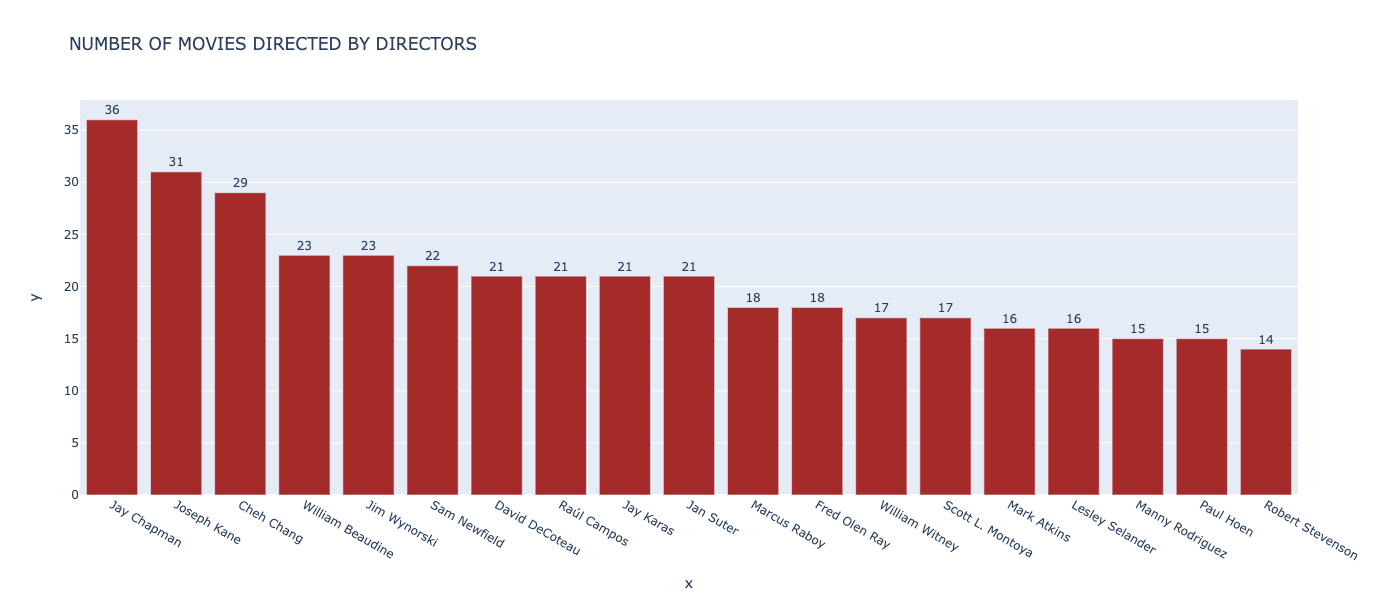 NUMBER OF MOVIES DIRECTED BY DIRECTORS
36
31
29
23
23
22
21
21
21
21
18
18
17
17
16
16
15
15
14
35
30
25
20
15
10
5
0
y
Jay Chapman
Joseph Kane
Cheh Chang
William Beaudine
Jim Wynorski
Sam Newfield
David DeCoteau
Raúl Campos
Jay Karas
Jan Suter
Marcus Raboy
Fred Olen Ray
William Witney
Scott L. Montoya
Mark Atkins
Lesley Selander
Manny Rodriguez
Paul Hoen
Robert Stevenson
x